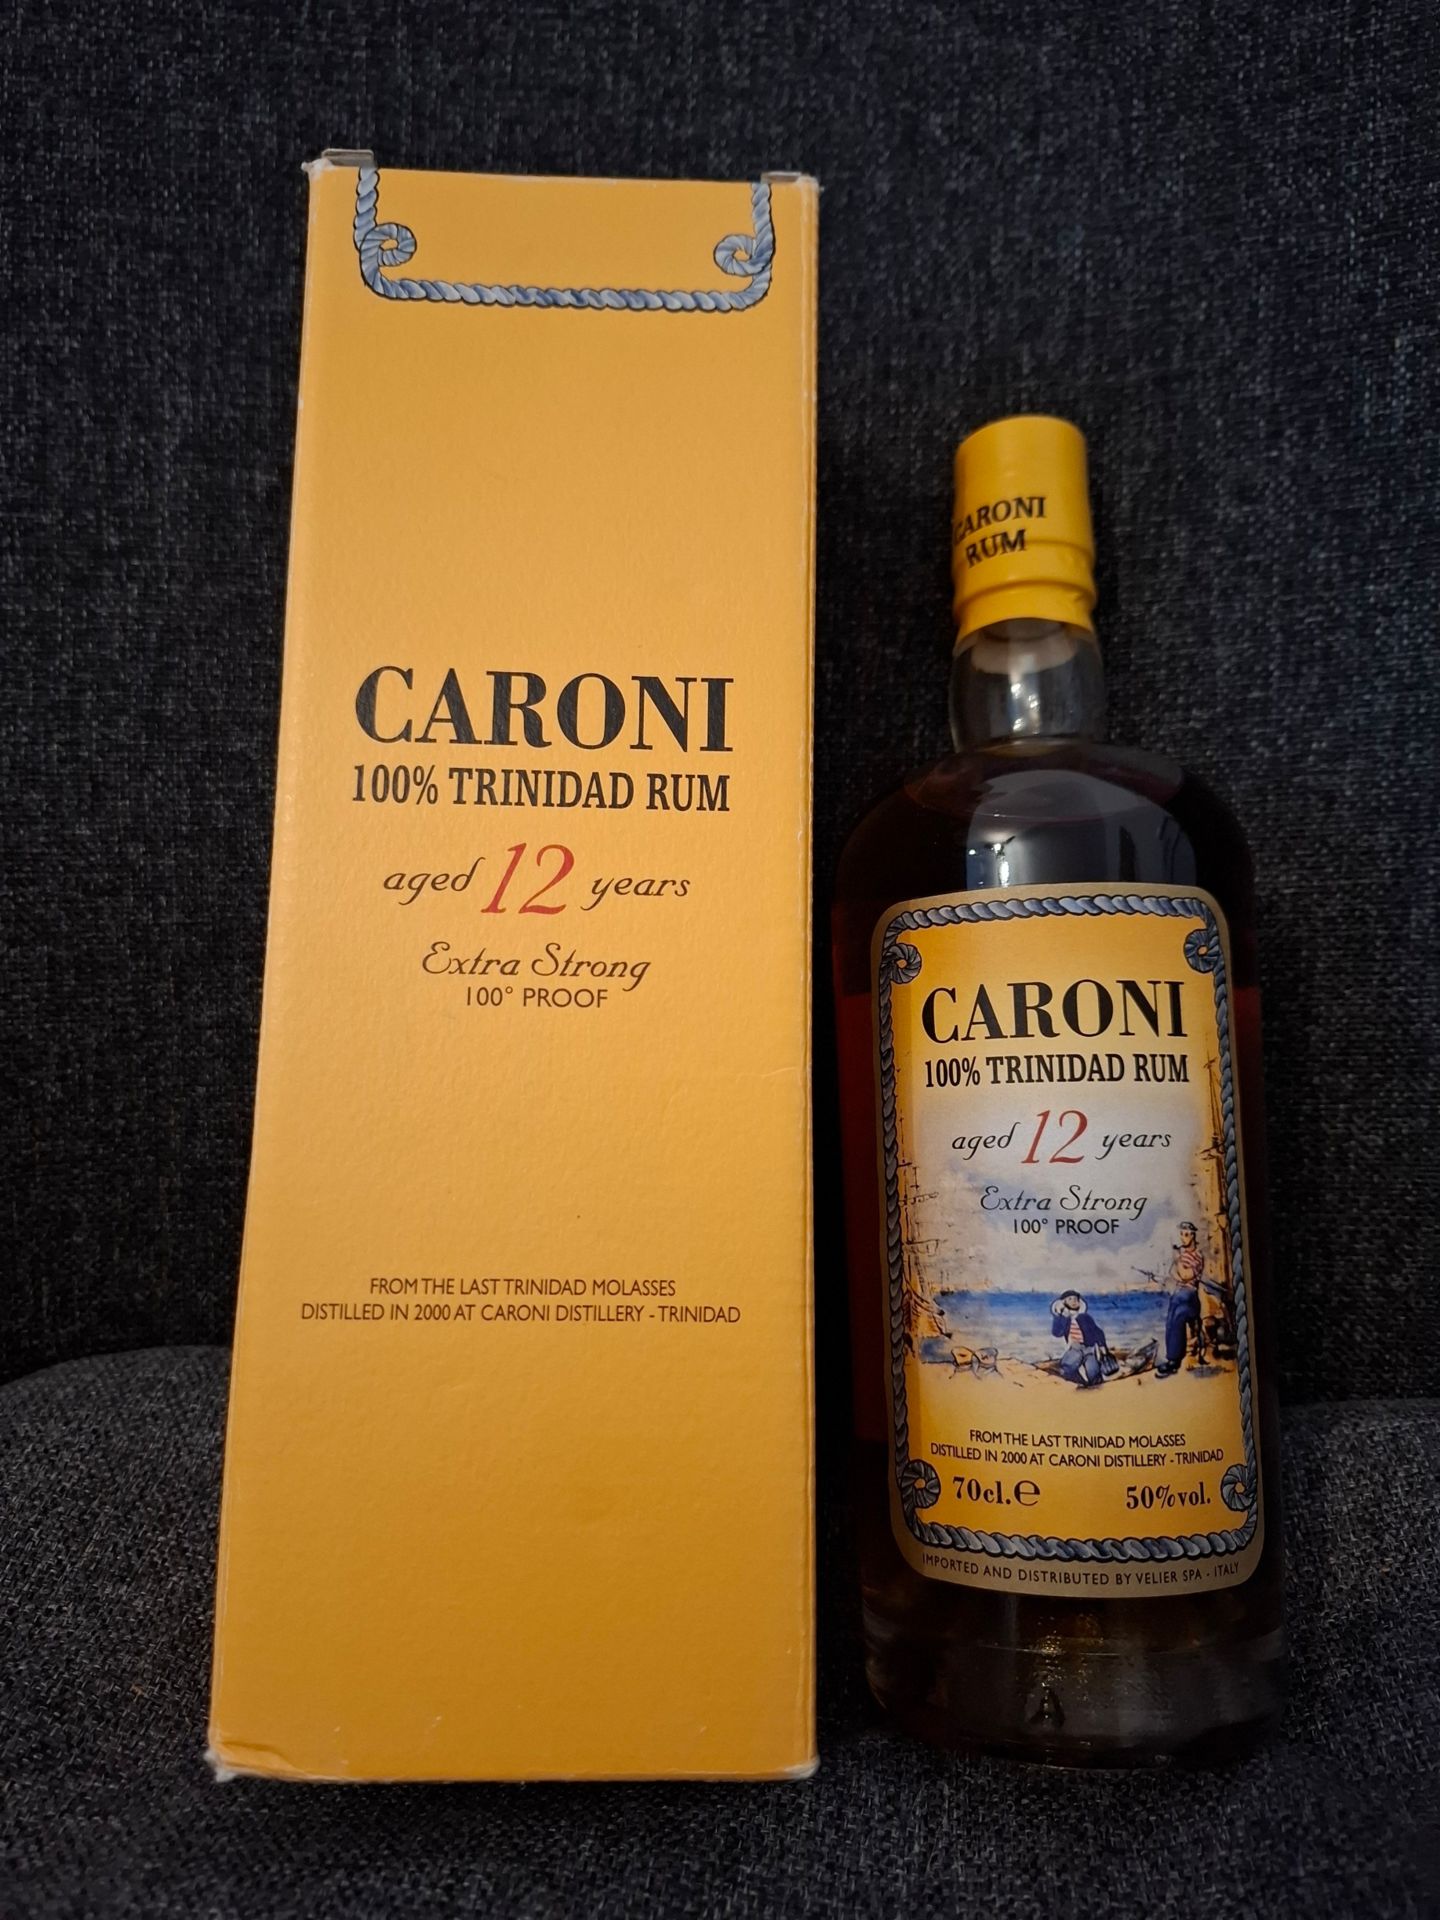 CARONI
100% TRINIDAD RUM
aged 12 years
Extra Strong
100° PROOF
FROM THE LAST TRINIDAD MOLASSES
DISTILLED IN 2000 AT CARONI DISTILLERY - TRINIDAD
CARONI
RUM
CARONI
100% TRINIDAD RUM
aged 12 years
Extra Strong
100° PROOF
FROM THE LAST TRINIDAD MOLASSES
DISTILLED IN 2000 AT CARONI DISTILLERY - TRINIDAD
70cl. ℮ 50%vol.
IMPORTED AND DISTRIBUTED BY VELIER SPA - ITALY